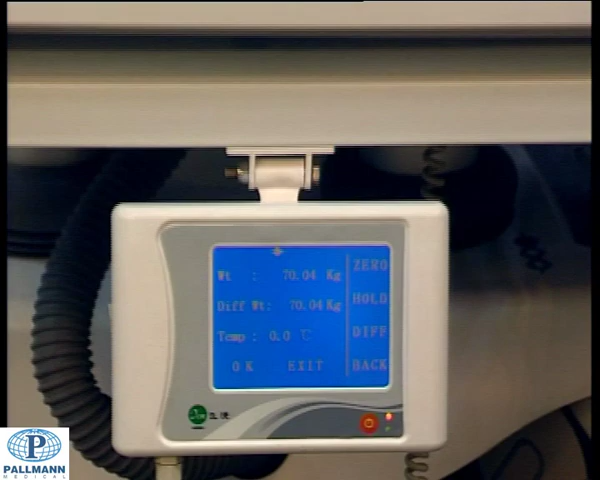 Wt : 70.04 Kg
Diff Wt: 70.04 Kg
Temp : 0.0 ℃
OK EXIT
ZERO
HOLD
DIFF
BACK
P
PALLMANN
MEDICAL